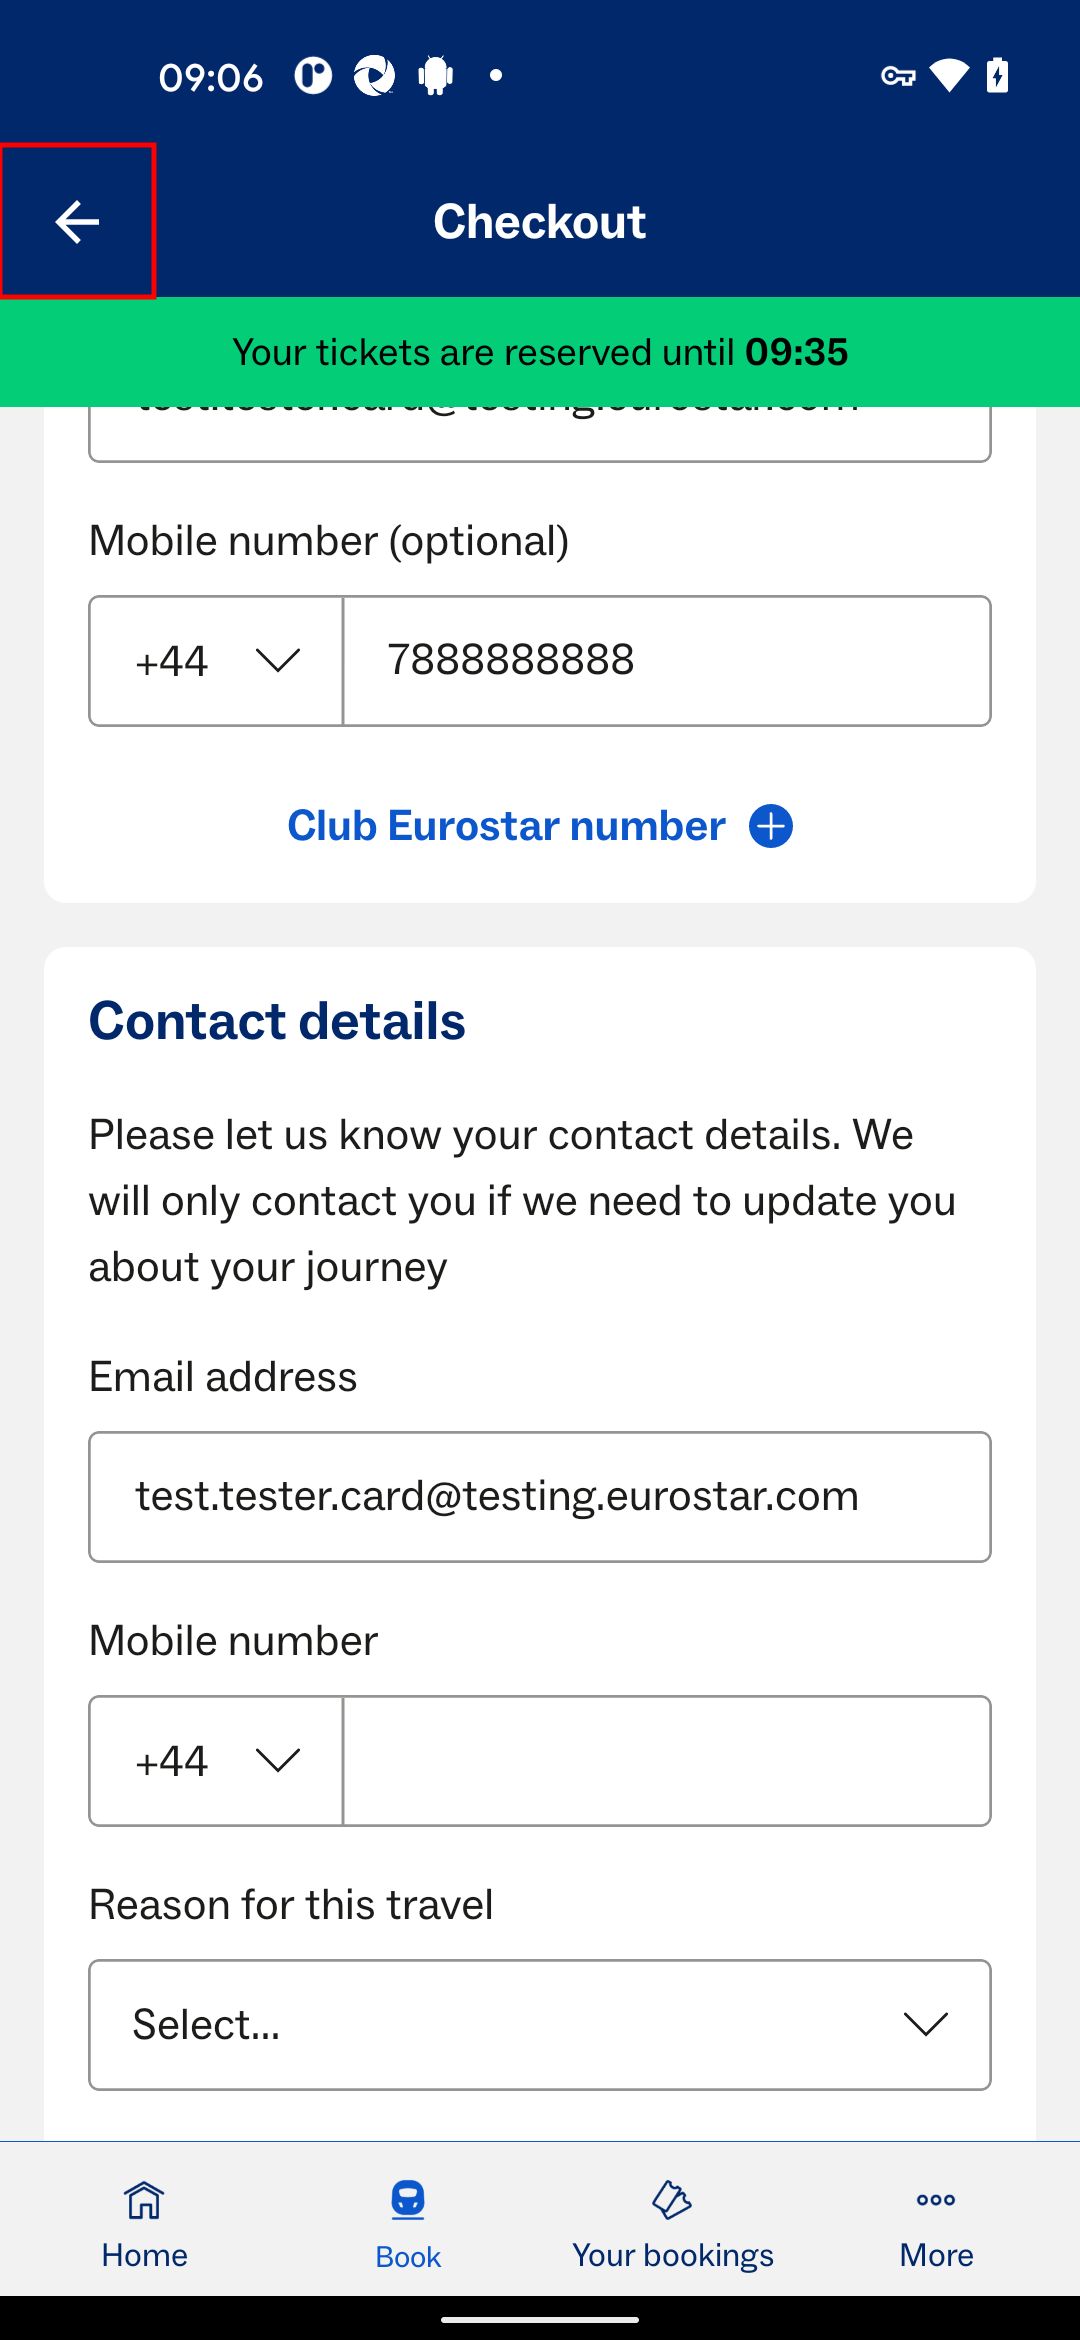 09:06
Checkout
Your tickets are reserved until 09:35
Mobile number (optional)
+44 7888888888
Club Eurostar number
Contact details
Please let us know your contact details. We
will only contact you if we need to update you
about your journey
Email address
test.tester.card@testing.eurostar.com
Mobile number
+44
Reason for this travel
Select...
Home Book Your bookings More